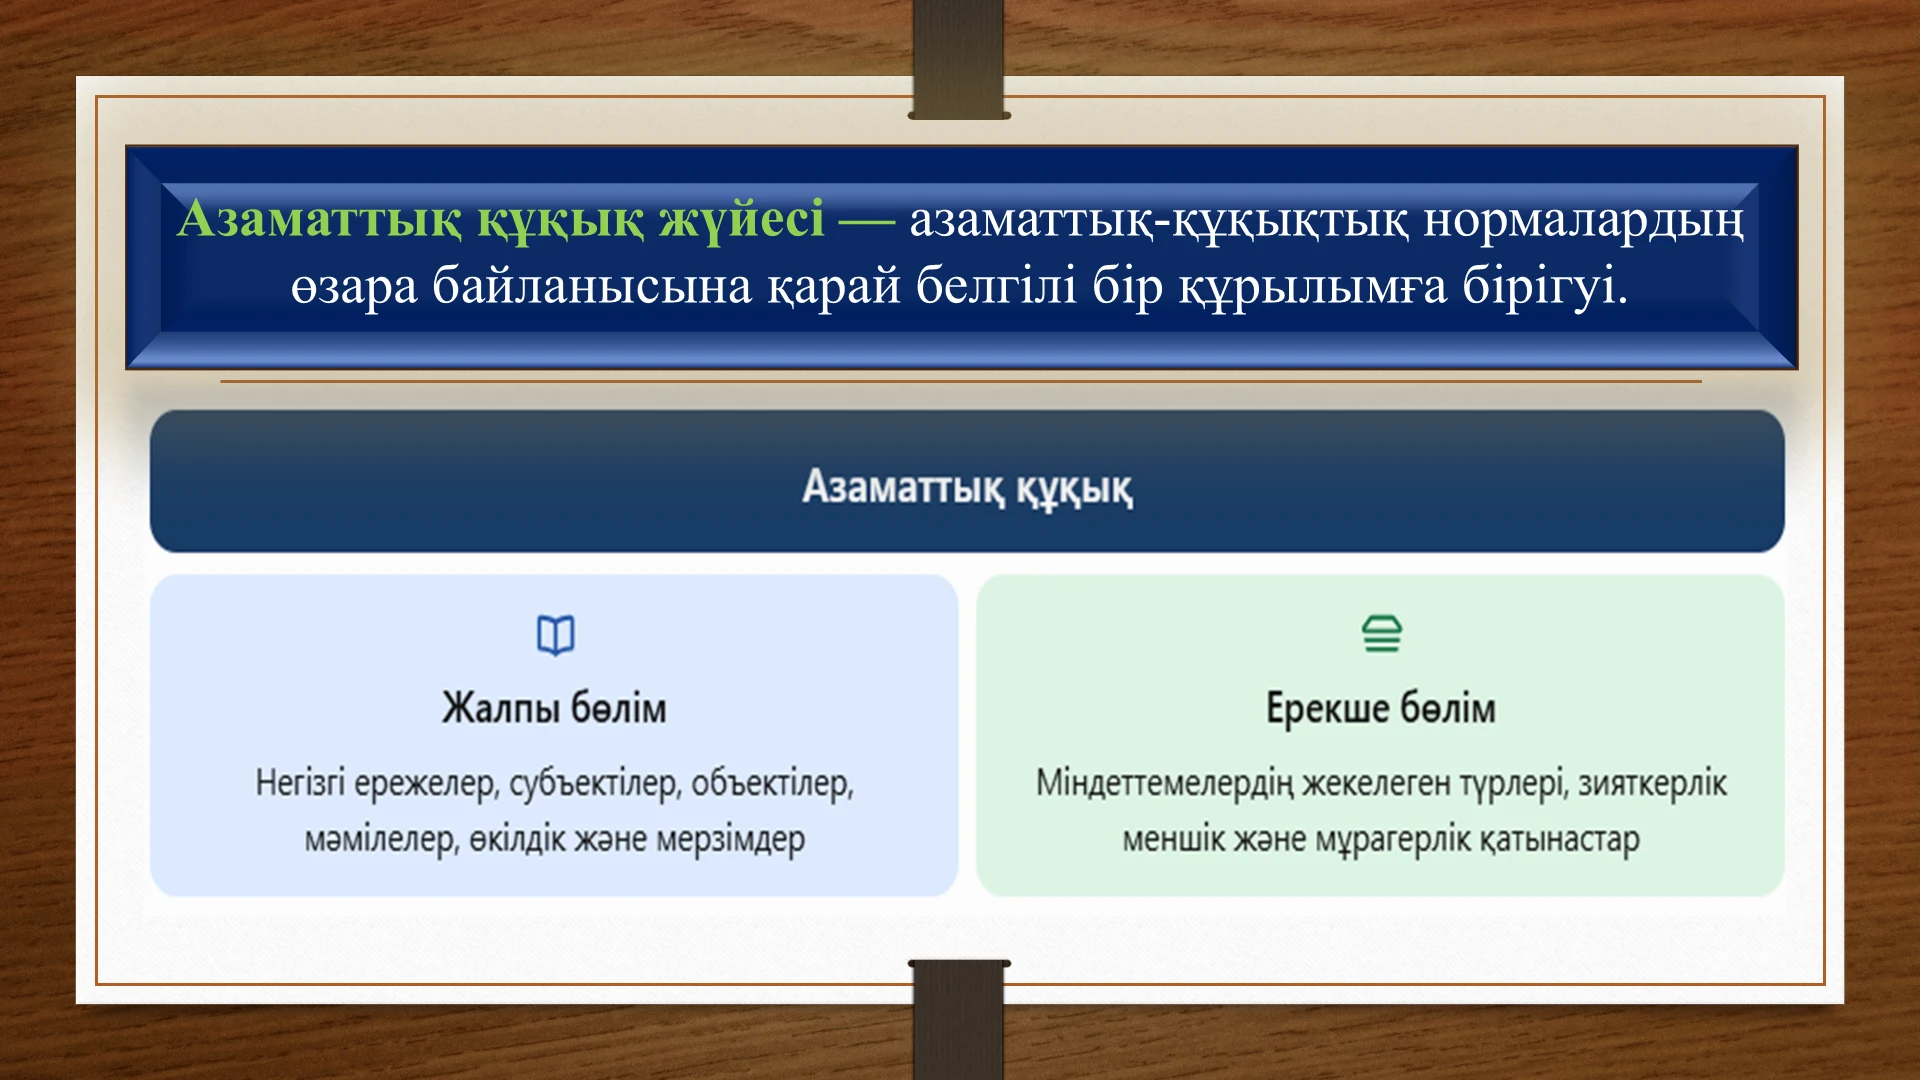 Азаматтық құқық жүйесі — азаматтық-құқықтық нормалардың
өзара байланысына қарай белгілі бір құрылымға бірігуі.
Азаматтық құқық
Жалпы бөлім
Негізгі ережелер, субъектілер, объектілер,
мәмілелер, өкілдік және мерзімдер
Ерекше бөлім
Міндеттемелердің жекелеген түрлері, зияткерлік
меншік және мұрагерлік қатынастар